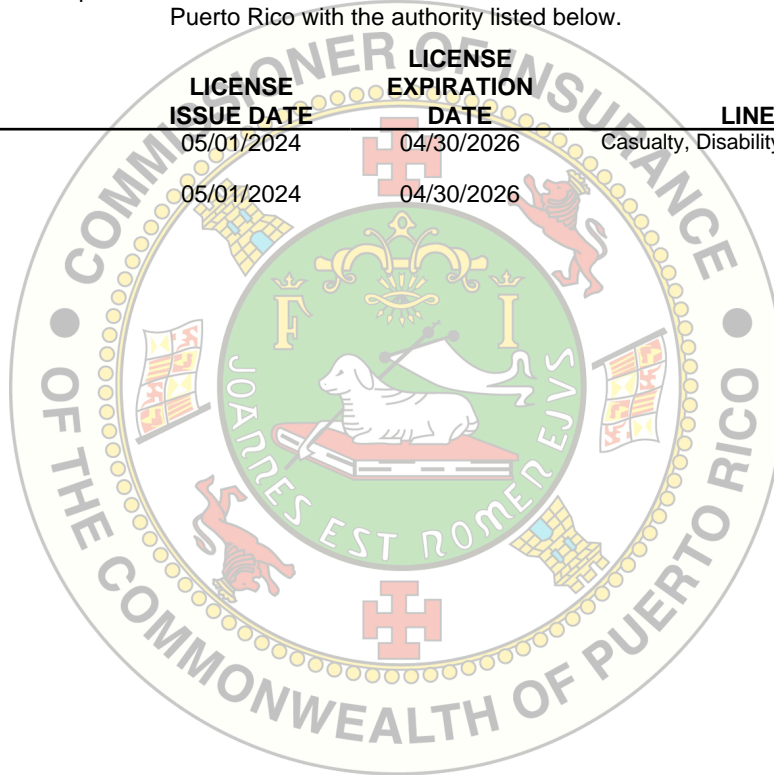 Puerto Rico with the authority listed below.
LICENSE
LICENSE EXPIRATION
ISSUE DATE DATE LINE
05/01/2024 04/30/2026 Casualty, Disability
05/01/2024 04/30/2026
COMMISSIONER OF INSURANCE
OF THE COMMONWEALTH OF PUERTO RICO
F I
JOANNES EST NOMEN EJVS